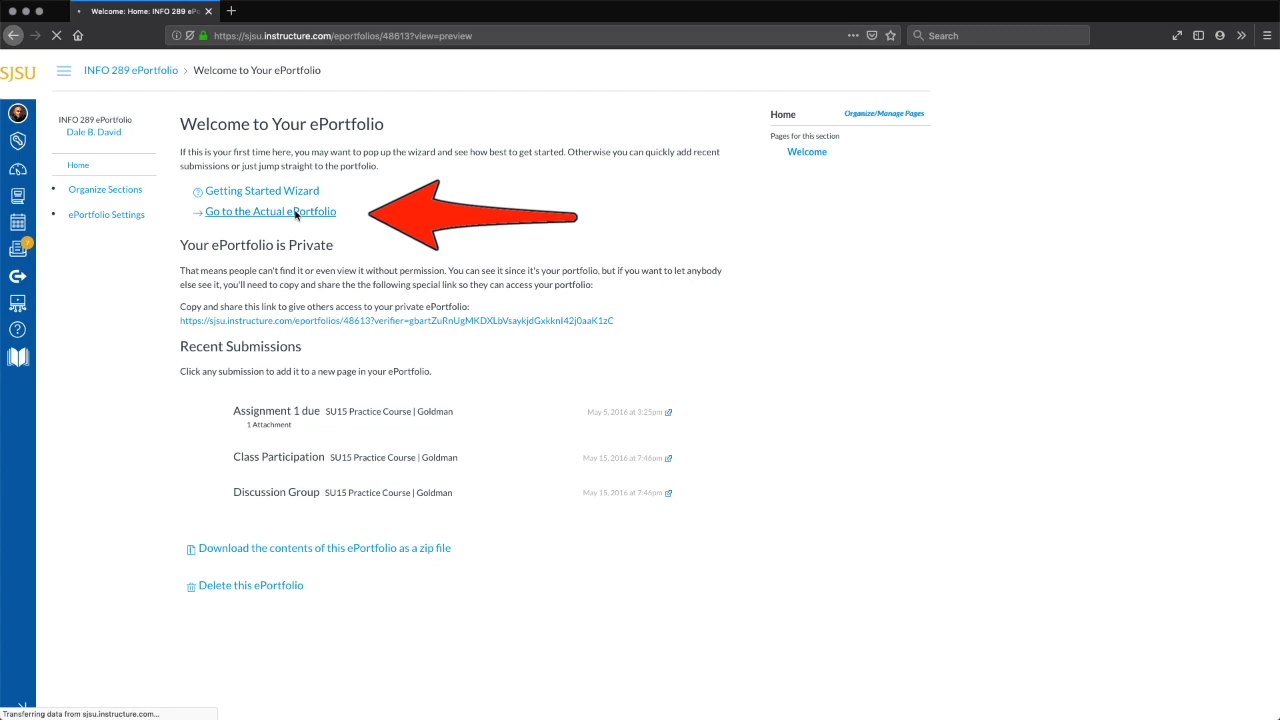 Welcome: Home: INFO 289 ePo
https://sjsu.instructure.com/eportfolios/48613?view=preview
Search
SJSU
INFO 289 ePortfolio > Welcome to Your ePortfolio
INFO 289 ePortfolio
Dale B. David
Home
Organize Sections
ePortfolio Settings
Welcome to Your ePortfolio
If this is your first time here, you may want to pop up the wizard and see how best to get started. Otherwise you can quickly add recent
submissions or just jump straight to the portfolio.
Getting Started Wizard
Go to the Actual ePortfolio
Your ePortfolio is Private
That means people can't find it or even view it without permission. You can see it since it's your portfolio, but if you want to let anybody
else see it, you'll need to copy and share the the following special link so they can access your portfolio:
Copy and share this link to give others access to your private ePortfolio:
https://sjsu.instructure.com/eportfolios/48613?verifier=gbartZuRnUgMKDXLbVsaykjdGxkknI42j0aaK1zC
Recent Submissions
Click any submission to add it to a new page in your ePortfolio.
Assignment 1 due SU15 Practice Course | Goldman May 5, 2016 at 3:25pm
1 Attachment
Class Participation SU15 Practice Course | Goldman May 15, 2016 at 7:46pm
Discussion Group SU15 Practice Course | Goldman May 15, 2016 at 7:46pm
Download the contents of this ePortfolio as a zip file
Delete this ePortfolio
Home Organize/Manage Pages
Pages for this section
Welcome
Transferring data from sjsu.instructure.com...